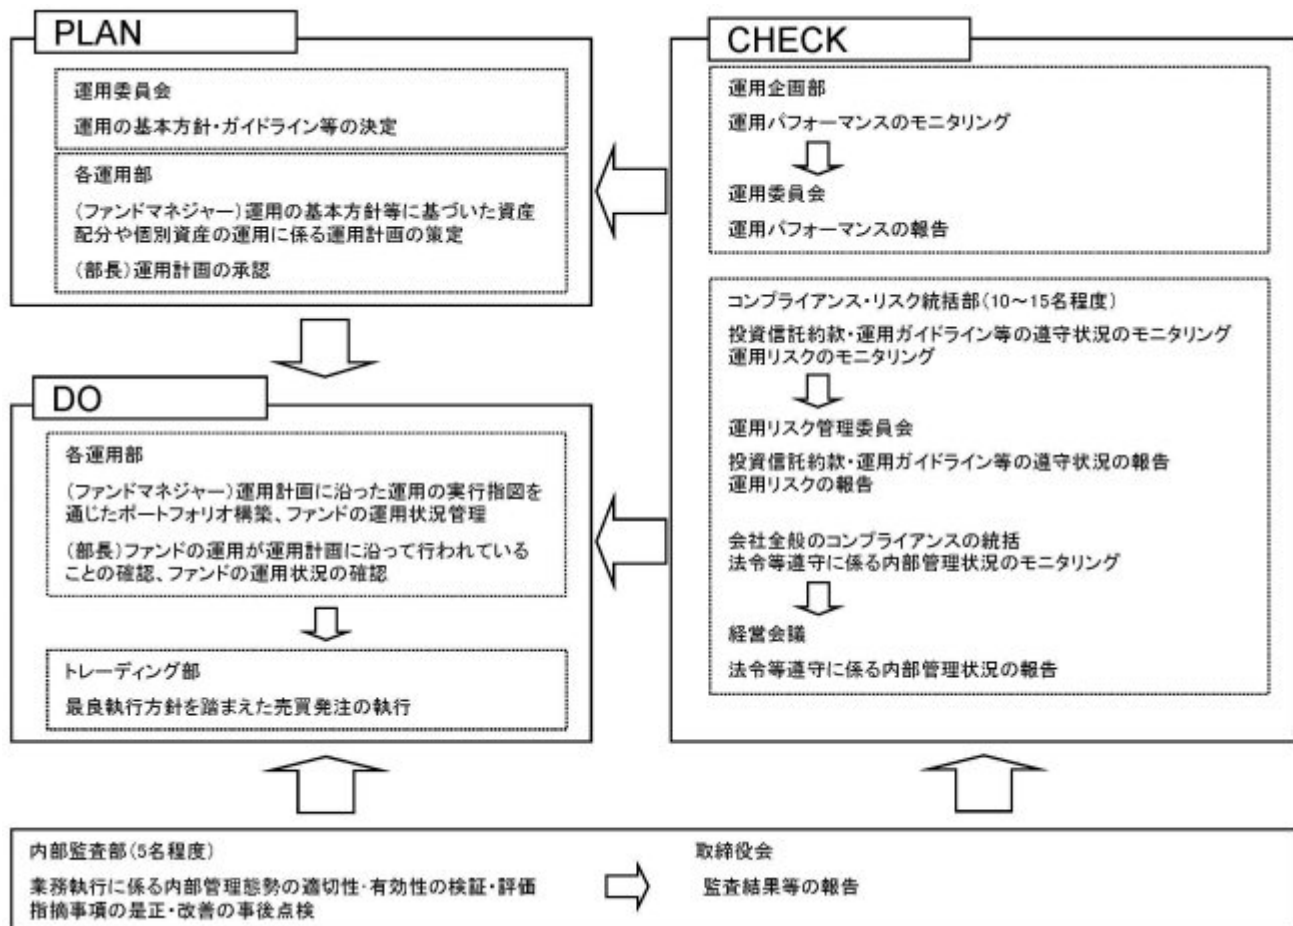 PLAN
運用委員会
運用の基本方針・ガイドライン等の決定
各運用部
(ファンドマネジャー)運用の基本方針等に基づいた資産
配分や個別資産の運用に係る運用計画の策定
(部長)運用計画の承認
DO
各運用部
(ファンドマネジャー)運用計画に沿った運用の実行指図を
通じたポートフォリオ構築、ファンドの運用状況管理
(部長)ファンドの運用が運用計画に沿って行われている
ことの確認、ファンドの運用状況の確認
トレーディング部
最良執行方針を踏まえた売買発注の執行
CHECK
運用企画部
運用パフォーマンスのモニタリング
運用委員会
運用パフォーマンスの報告
コンプライアンス・リスク統括部(10～15名程度)
投資信託約款・運用ガイドライン等の遵守状況のモニタリング
運用リスクのモニタリング
運用リスク管理委員会
投資信託約款・運用ガイドライン等の遵守状況の報告
運用リスクの報告
会社全般のコンプライアンスの統括
法令等遵守に係る内部管理状況のモニタリング
経営会議
法令等遵守に係る内部管理状況の報告
内部監査部(5名程度)
業務執行に係る内部管理態勢の適切性・有効性の検証・評価
指摘事項の是正・改善の事後点検
取締役会
監査結果等の報告